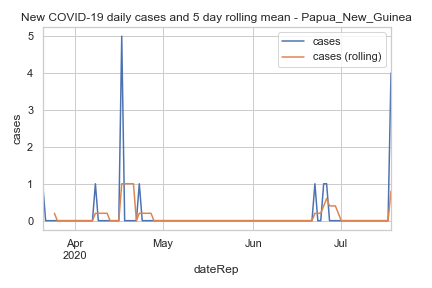 New COVID-19 daily cases and 5 day rolling mean - Papua_New_Guinea
cases
cases (rolling)
5
4
3
2
1
0
cases
Apr
2020
May
Jun
Jul
dateRep